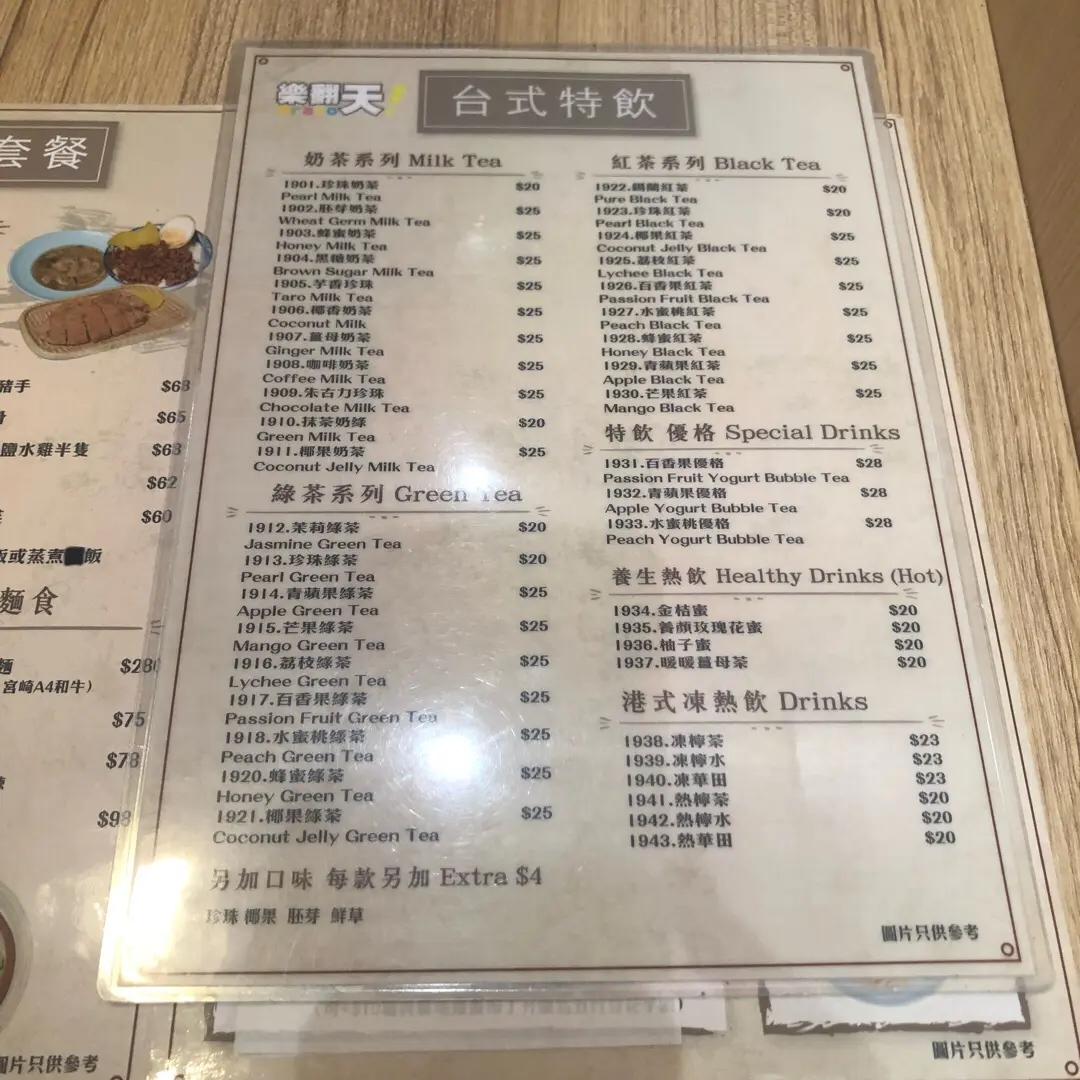 套餐
豬手 $68
$65
鹽水雞半隻 $68
$62
$60
飯或蒸煮 飯
麵食
麵 $280
宮崎A4和牛)
$75
$78
$98
圖片只供參考
樂翻天!
台式特飲
奶茶系列 Milk Tea
1901.珍珠奶茶 $20
Pearl Milk Tea
1902.胚芽奶茶 $25
Wheat Germ Milk Tea
1903.蜂蜜奶茶 $25
Honey Milk Tea
1904.黑糖奶茶 $25
Brown Sugar Milk Tea
1905.芋香珍珠 $25
Taro Milk Tea
1906.椰香奶茶 $25
Coconut Milk
1907.薑母奶茶 $25
Ginger Milk Tea
1908.咖啡奶茶 $25
Coffee Milk Tea
1909.朱古力珍珠 $25
Chocolate Milk Tea
1910.抹茶奶綠 $20
Green Milk Tea
1911.椰果奶茶 $25
Coconut Jelly Milk Tea
綠茶系列 Green Tea
1912.茉莉綠茶 $20
Jasmine Green Tea
1913.珍珠綠茶 $20
Pearl Green Tea
1914.青蘋果綠茶 $25
Apple Green Tea
1915.芒果綠茶 $25
Mango Green Tea
1916.荔枝綠茶 $25
Lychee Green Tea
1917.百香果綠茶 $25
Passion Fruit Green Tea
1918.水蜜桃綠茶 $25
Peach Green Tea
1920.蜂蜜綠茶 $25
Honey Green Tea
1921.椰果綠茶 $25
Coconut Jelly Green Tea
另加口味 每款另加 Extra $4
珍珠 椰果 胚芽 鮮草
紅茶系列 Black Tea
1922.錫蘭紅茶 $20
Pure Black Tea
1923.珍珠紅茶 $20
Pearl Black Tea
1924.椰果紅茶 $25
Coconut Jelly Black Tea
1925.荔枝紅茶 $25
Lychee Black Tea
1926.百香果紅茶 $25
Passion Fruit Black Tea
1927.水蜜桃紅茶 $25
Peach Black Tea
1928.蜂蜜紅茶 $25
Honey Black Tea
1929.青蘋果紅茶 $25
Apple Black Tea
1930.芒果紅茶 $25
Mango Black Tea
特飲 優格 Special Drinks
1931.百香果優格 $28
Passion Fruit Yogurt Bubble Tea
1932.青蘋果優格 $28
Apple Yogurt Bubble Tea
1933.水蜜桃優格 $28
Peach Yogurt Bubble Tea
養生熱飲 Healthy Drinks (Hot)
1934.金桔蜜 $20
1935.養顏玫瑰花蜜 $20
1936.柚子蜜 $20
1937.暖暖薑母茶 $20
港式凍熱飲 Drinks
1938.凍檸茶 $23
1939.凍檸水 $23
1940.凍華田 $23
1941.熱檸茶 $20
1942.熱檸水 $20
1943.熱華田 $20
圖片只供參考
圖片只供參考